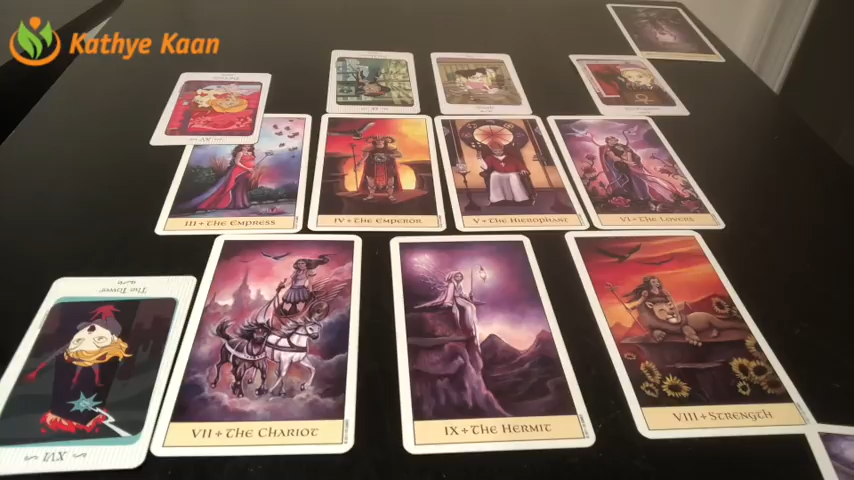 Kathye Kaan
III ✦ The Empress
IV ✦ The Emperor
V ✦ The Hierophant
VI ✦ The Lovers
The Tower
XVI
VII ✦ The Chariot
IX ✦ The Hermit
VIII ✦ Strength